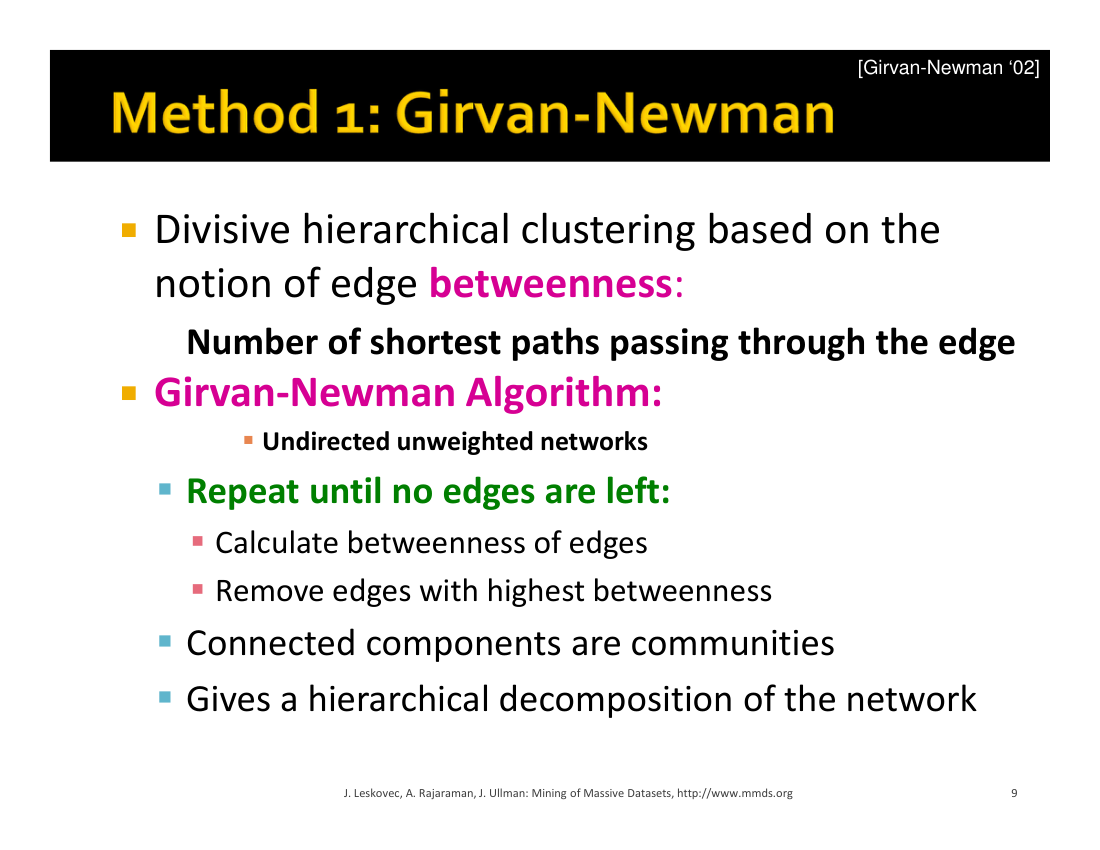 [Girvan-Newman ‘02]
Method 1: Girvan-Newman
Divisive hierarchical clustering based on the
notion of edge betweenness:
Number of shortest paths passing through the edge
Girvan-Newman Algorithm:
Undirected unweighted networks
Repeat until no edges are left:
Calculate betweenness of edges
Remove edges with highest betweenness
Connected components are communities
Gives a hierarchical decomposition of the network
J. Leskovec, A. Rajaraman, J. Ullman: Mining of Massive Datasets, http://www.mmds.org
9